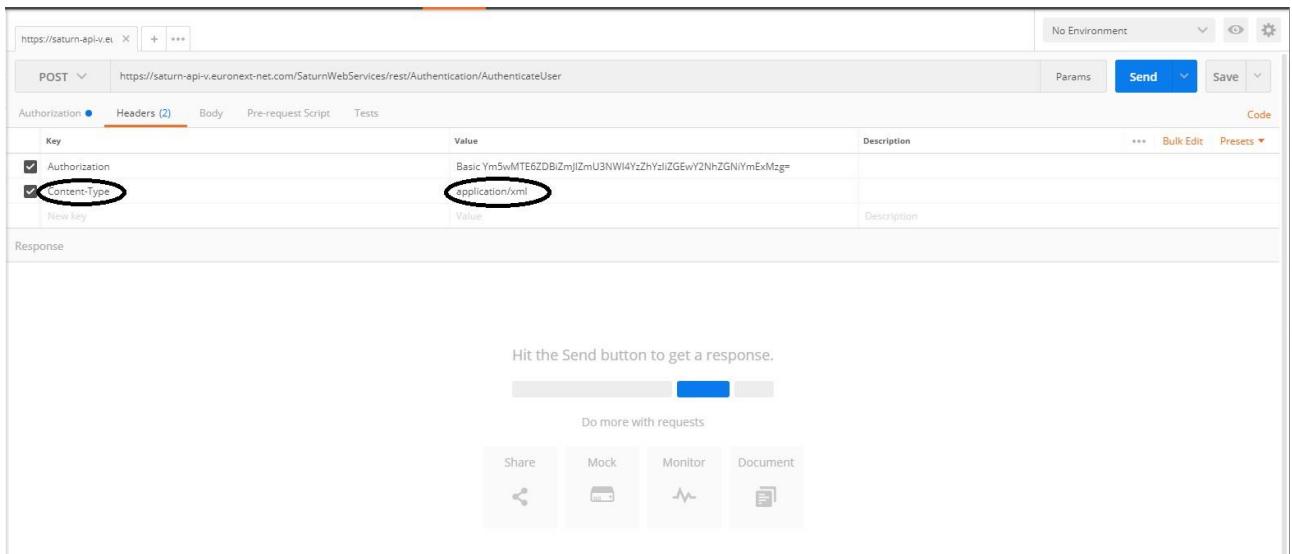 https://saturn-api-v.eu
No Environment
POST
https://saturn-api-v.euronext-net.com/SaturnWebServices/rest/Authentication/AuthenticateUser
Params
Send
Save
Authorization
Headers (2)
Body
Pre-request Script
Tests
Code
Key
Value
Description
Bulk Edit
Presets
Authorization
Content-Type
application/xml
New key
Value
Description
Response
Hit the Send button to get a response.
Do more with requests
Share
Mock
Monitor
Document